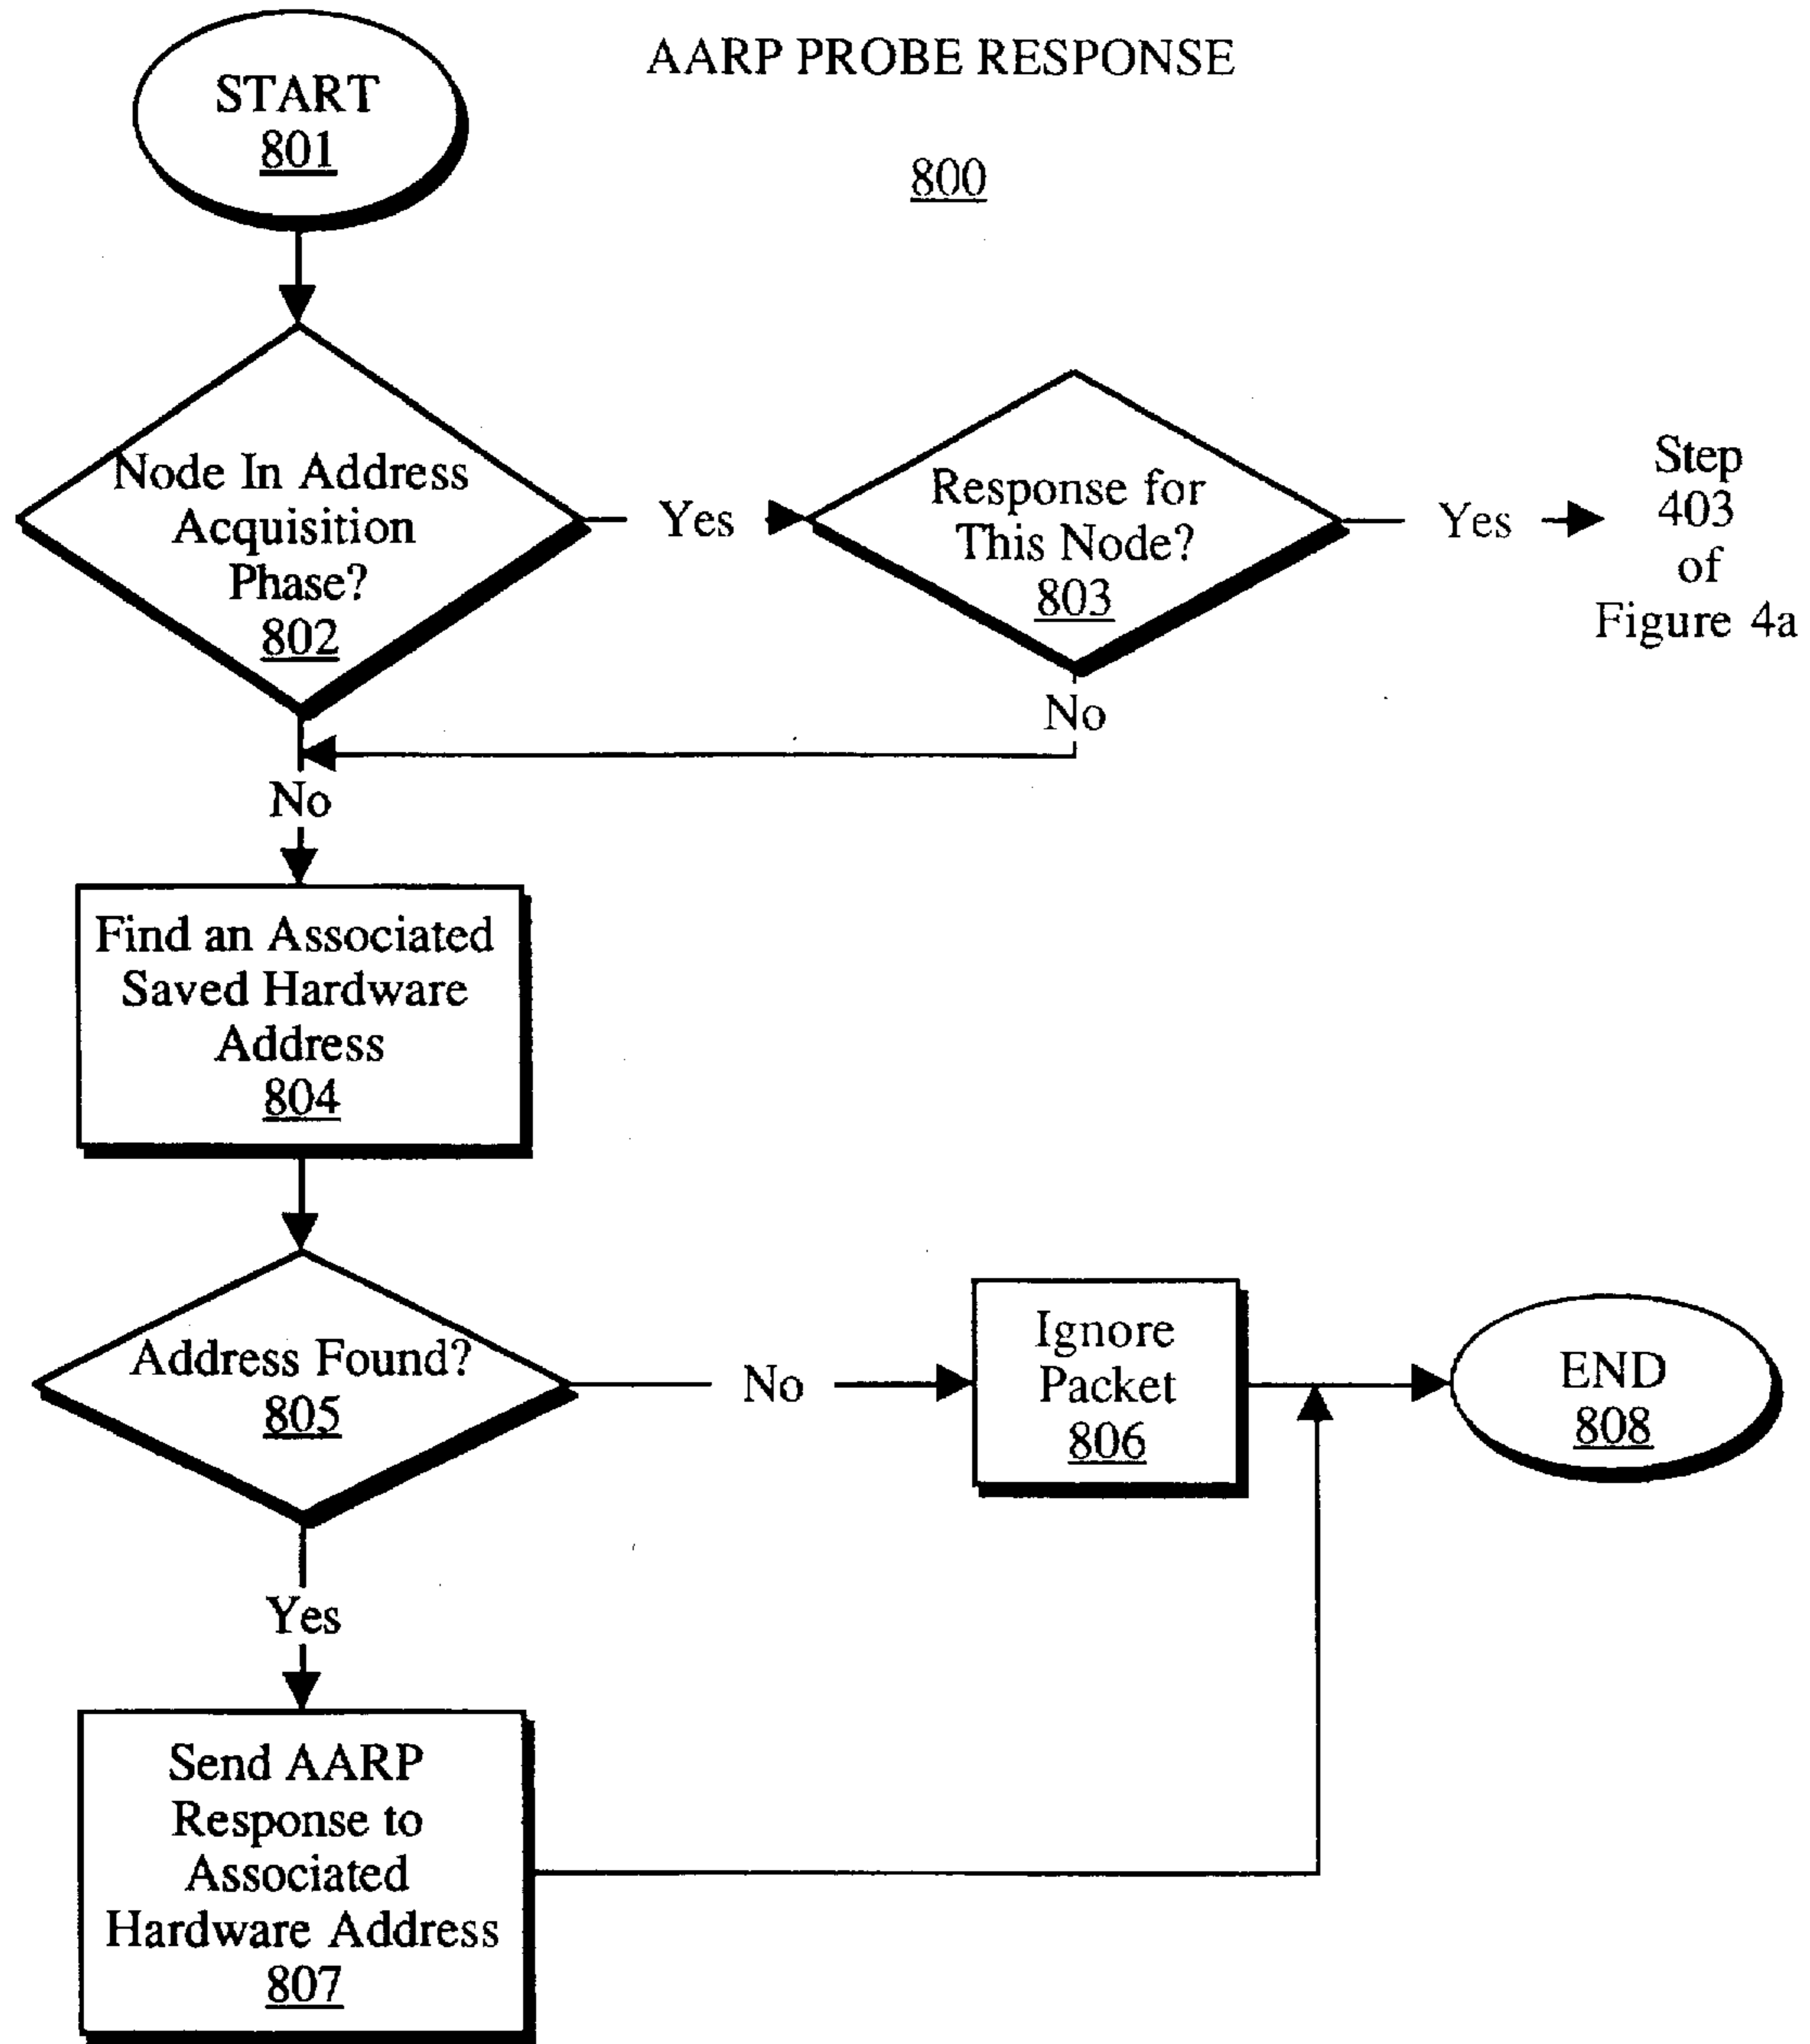 AARP PROBE RESPONSE
800
START
801
Node In Address
Acquisition
Phase?
802
Yes
Response for
This Node?
803
Yes
Step
403
of
Figure 4a
No
No
Find an Associated
Saved Hardware
Address
804
Address Found?
805
No
Ignore
Packet
806
END
808
Yes
Send AARP
Response to
Associated
Hardware Address
807